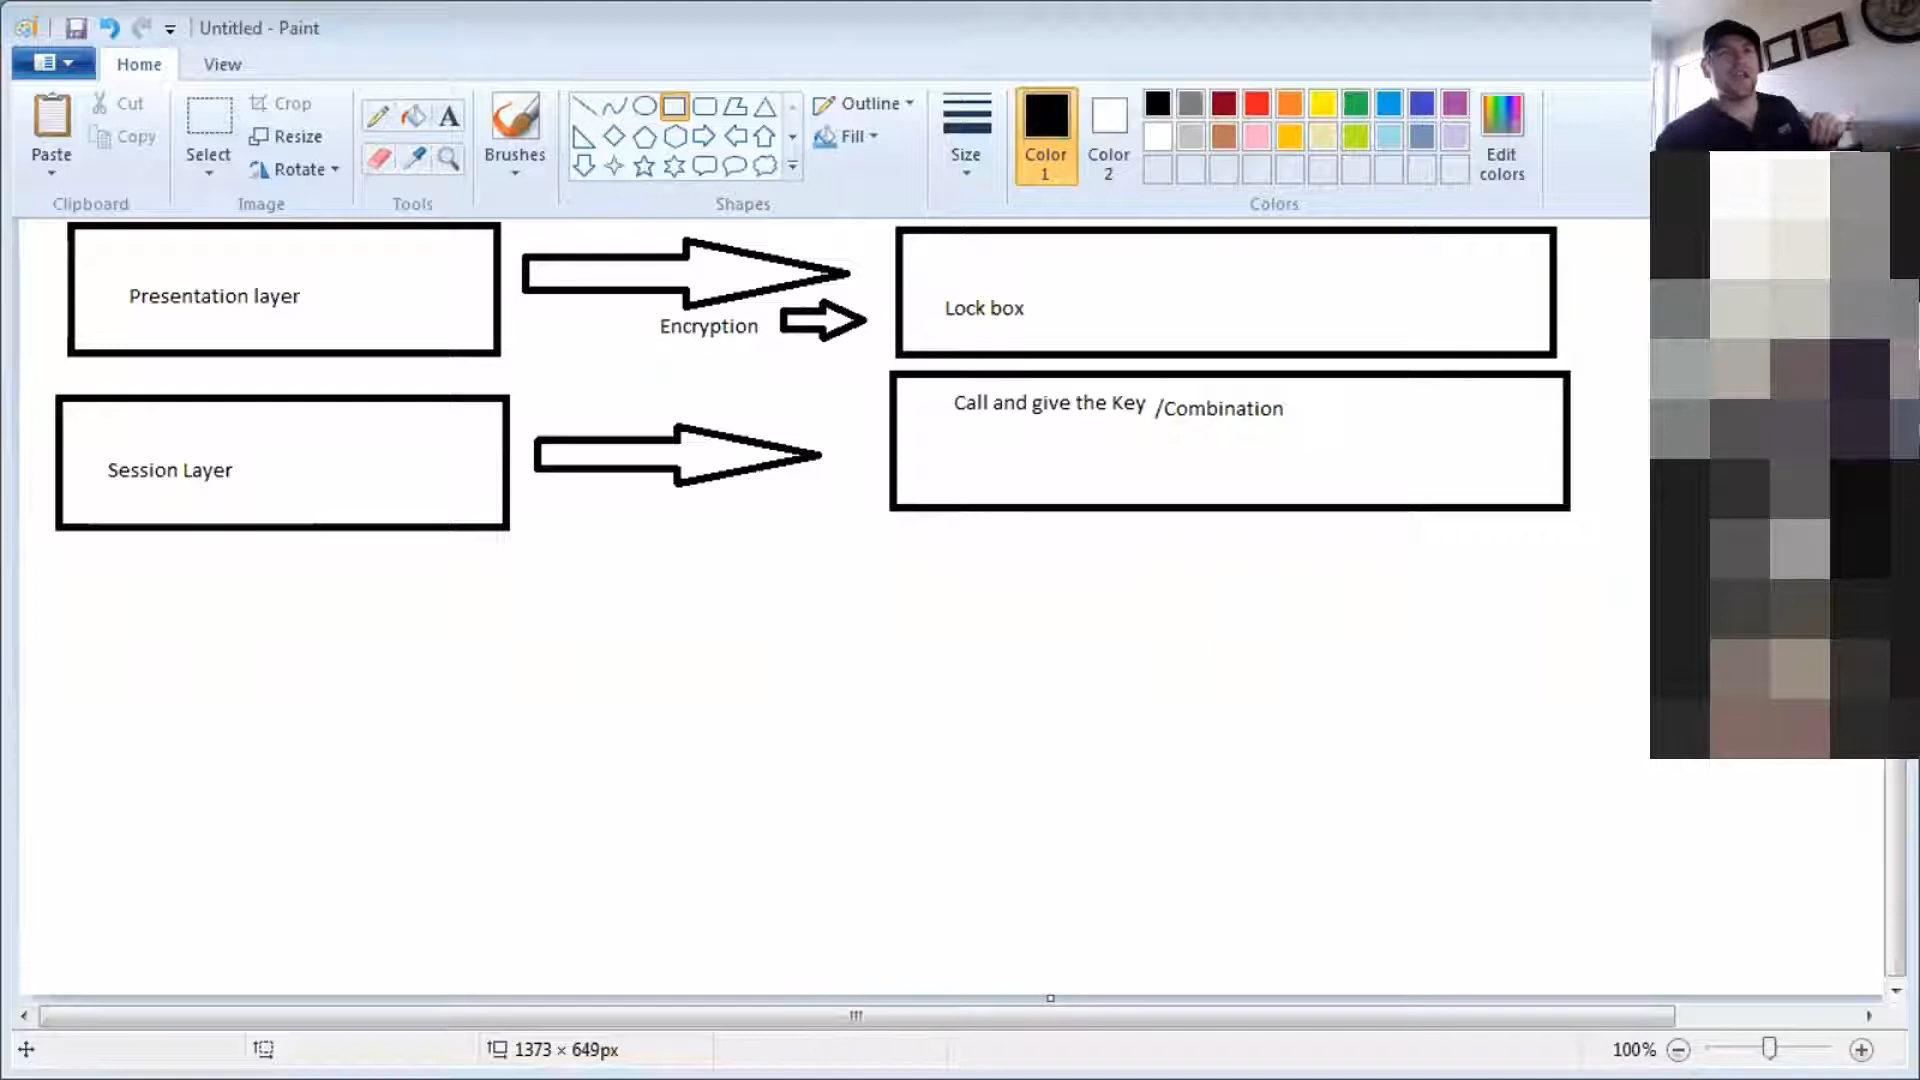 Untitled - Paint
Home
View
Paste
Cut
Copy
Clipboard
Select
Crop
Resize
Rotate
Image
Tools
Brushes
Shapes
Outline
Fill
Size
Color 1
Color 2
Edit colors
Colors
Presentation layer
Encryption
Lock box
Session Layer
Call and give the Key /Combination
1373 × 649px
100%